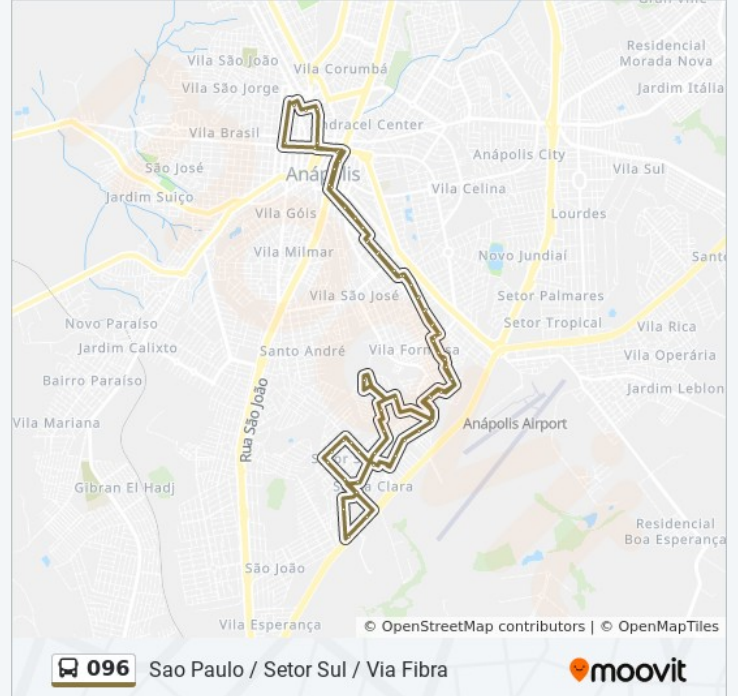 Vila São João
Vila Corumbá
Residencial
Morada Nova
Vila São Jorge
Jardim Itália
Vila Brasil
ndracel Center
Anápolis City
São José
Vila Sul
Anápolis
Jardim Suiço
Vila Celina
Vila Góis
Lourdes
Vila Milmar
Novo Jundiaí
Vila São José
Setor Palmares
Novo Paraíso
Setor Tropical
Vila Rica
Jardim Calixto
Santo André
Vila Formosa
Vila Operária
Bairro Paraíso
Jardim Leblon
Rua São João
Vila Mariana
Anápolis Airport
Gibran El Hadj
Clara
Residencial
Boa Esperança
São João
Vila Esperança
© OpenStreetMap contributors | © OpenMapTiles
096 Sao Paulo / Setor Sul / Via Fibra
moovit